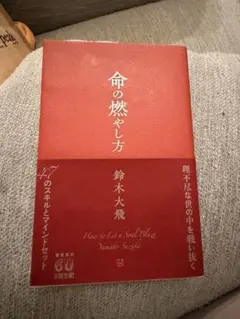 命の燃やし方
鈴木大飛
理不尽な世の中を戦い抜く
47のスキルとマインドセット
How to Let a Soul Blaze
Yamato Suzuki